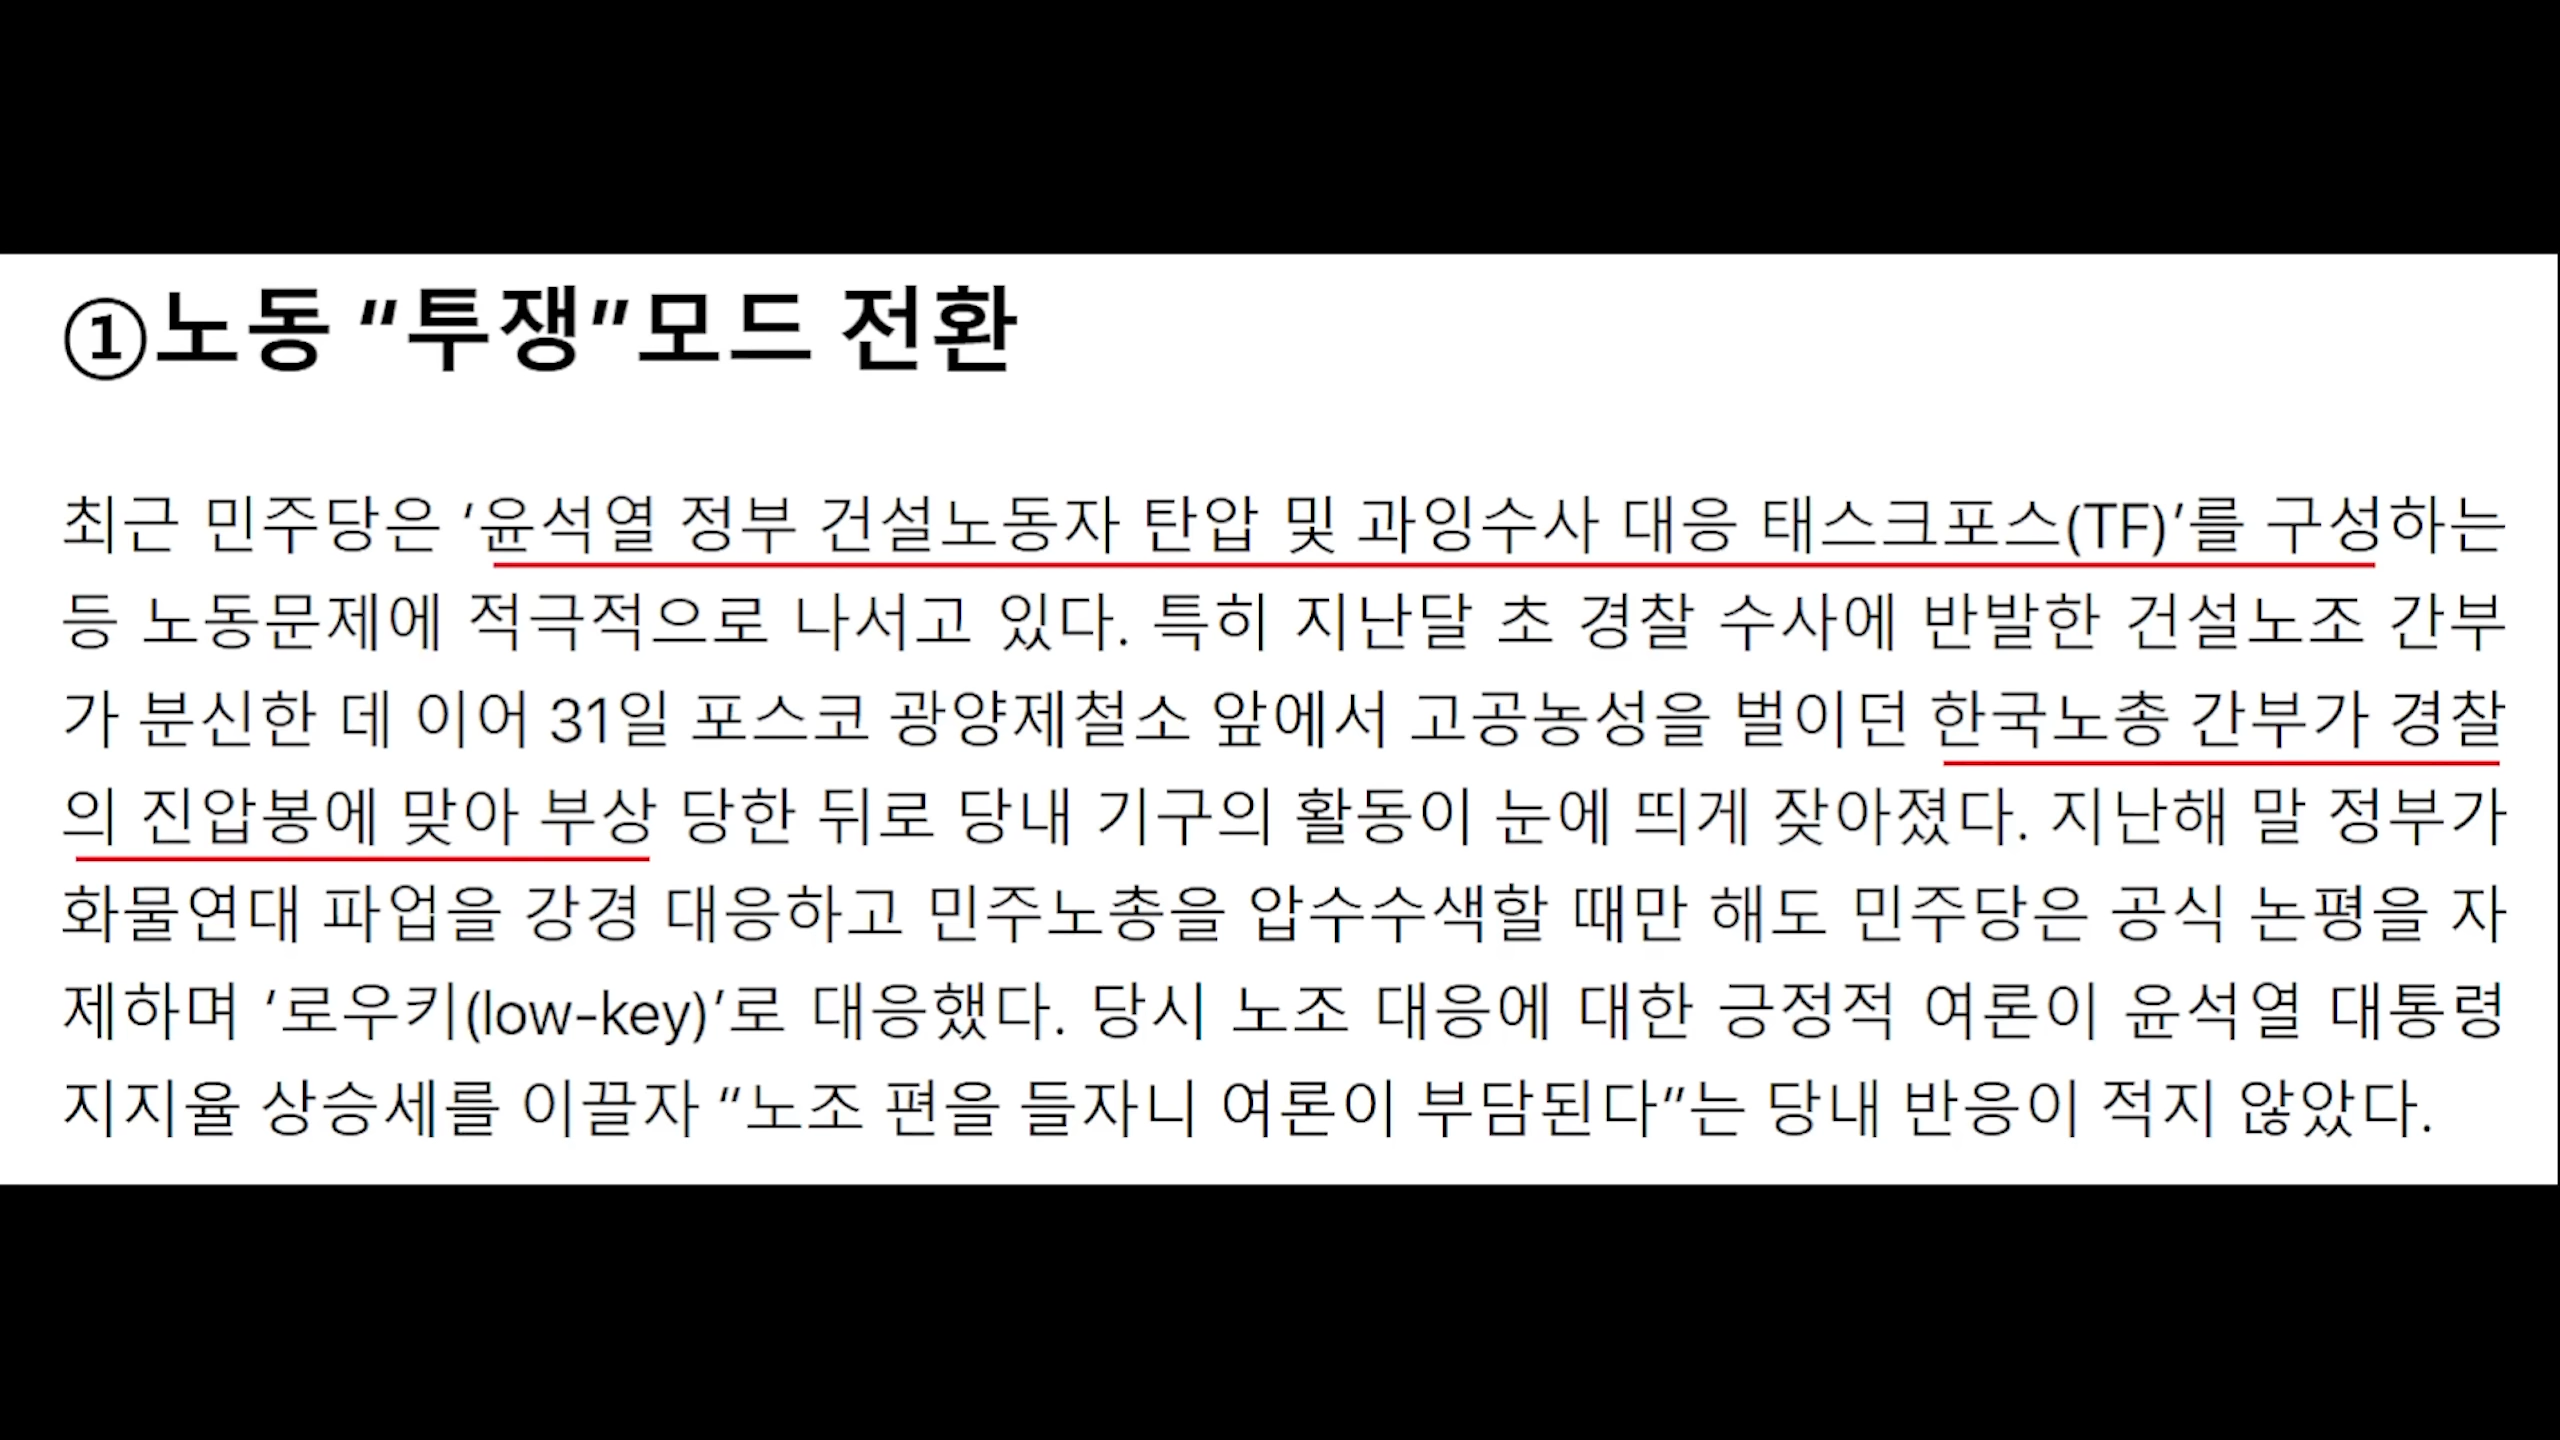 ①노동 "투쟁"모드 전환
최근 민주당은 '윤석열 정부 건설노동자 탄압 및 과잉수사 대응 태스크포스(TF)'를 구성하는
등 노동문제에 적극적으로 나서고 있다. 특히 지난달 초 경찰 수사에 반발한 건설노조 간부
가 분신한 데 이어 31일 포스코 광양제철소 앞에서 고공농성을 벌이던 한국노총 간부가 경찰
의 진압봉에 맞아 부상 당한 뒤로 당내 기구의 활동이 눈에 띄게 잦아졌다. 지난해 말 정부가
화물연대 파업을 강경 대응하고 민주노총을 압수수색할 때만 해도 민주당은 공식 논평을 자
제하며 '로우키(low-key)'로 대응했다. 당시 노조 대응에 대한 긍정적 여론이 윤석열 대통령
지지율 상승세를 이끌자 "노조 편을 들자니 여론이 부담된다"는 당내 반응이 적지 않았다.